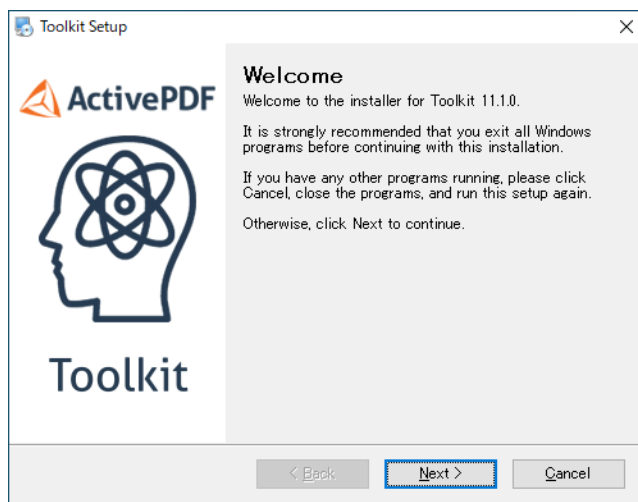 Toolkit Setup
ActivePDF
Toolkit
Welcome
Welcome to the installer for Toolkit 11.1.0.
It is strongly recommended that you exit all Windows
programs before continuing with this installation.
If you have any other programs running, please click
Cancel, close the programs, and run this setup again.
Otherwise, click Next to continue.
< Back
Next >
Cancel